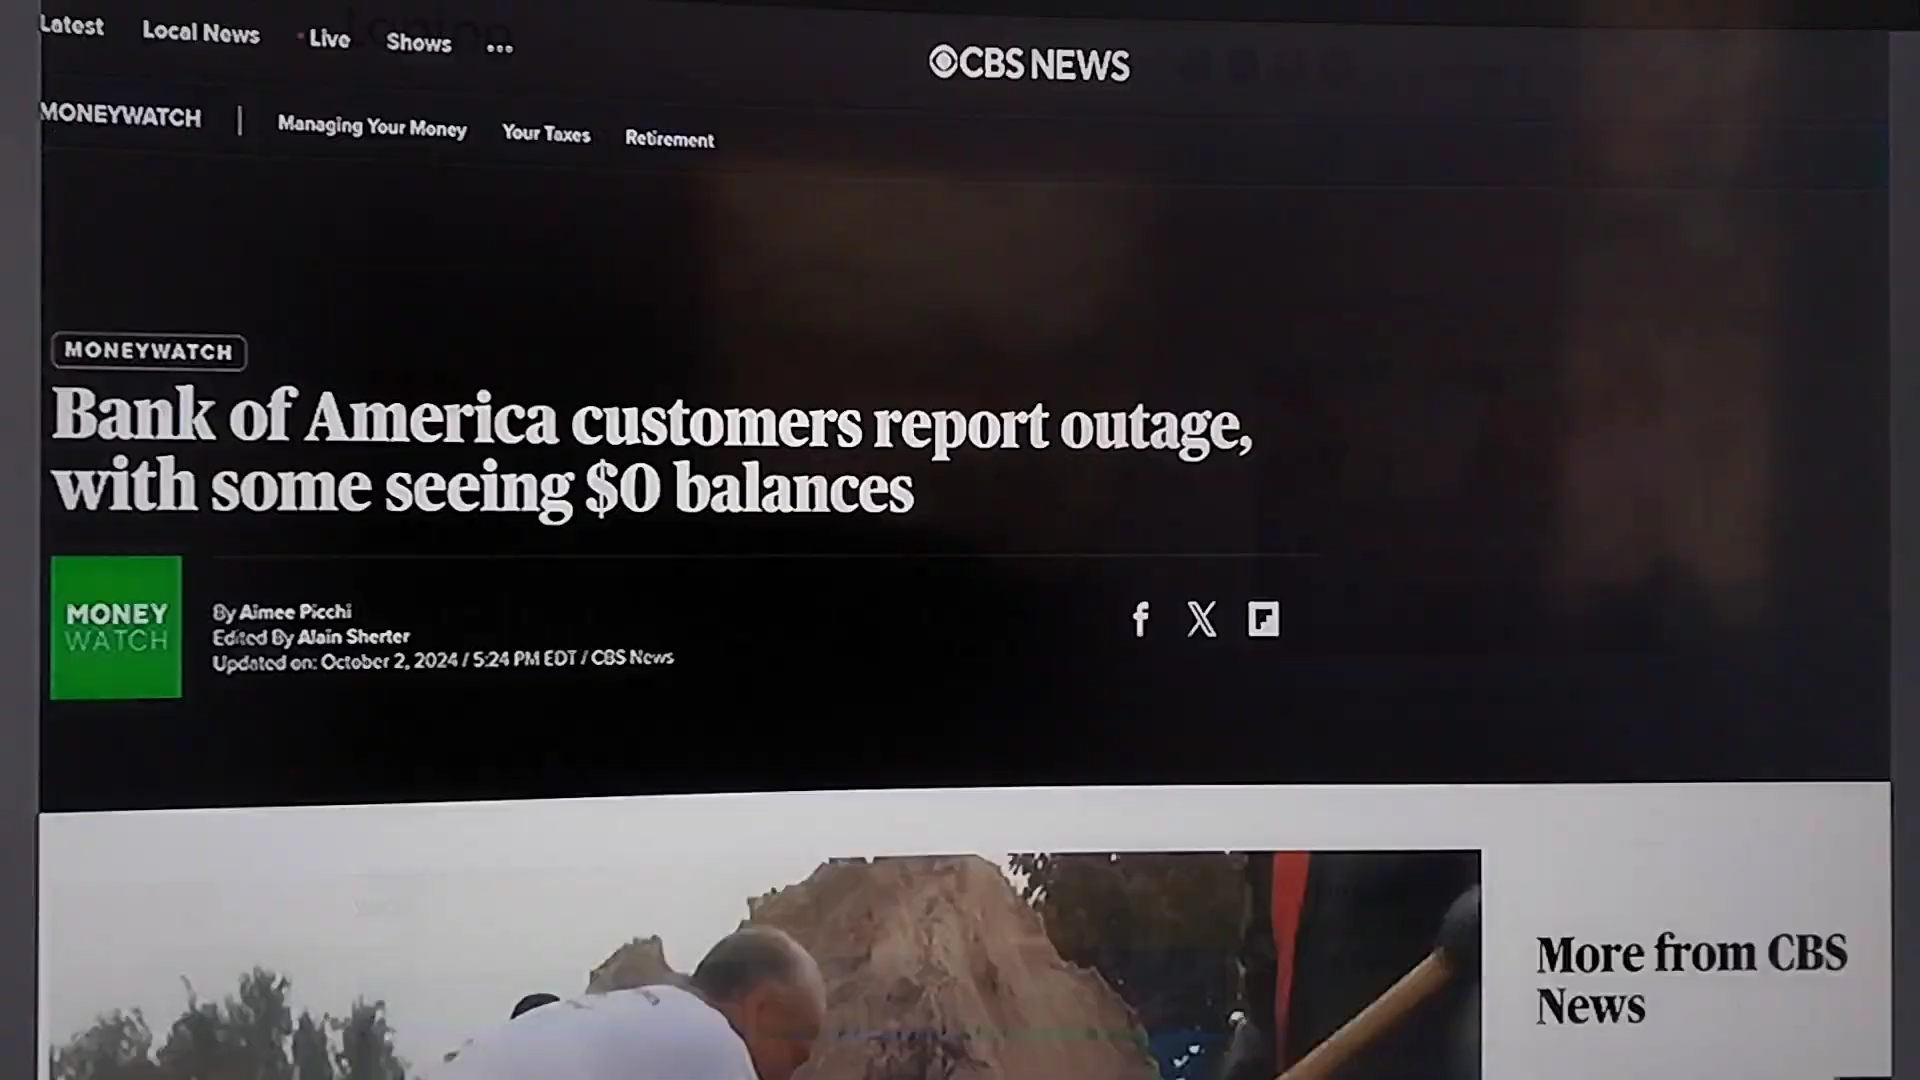 Latest Local News Live Shows ...
CBS NEWS
MONEYWATCH | Managing Your Money Your Taxes Retirement
MONEYWATCH
Bank of America customers report outage,
with some seeing $0 balances
MONEY
WATCH
By Aimee Picchi
Edited By Alain Sherter
Updated on: October 2, 2024 / 5:24 PM EDT / CBS News
More from CBS
News